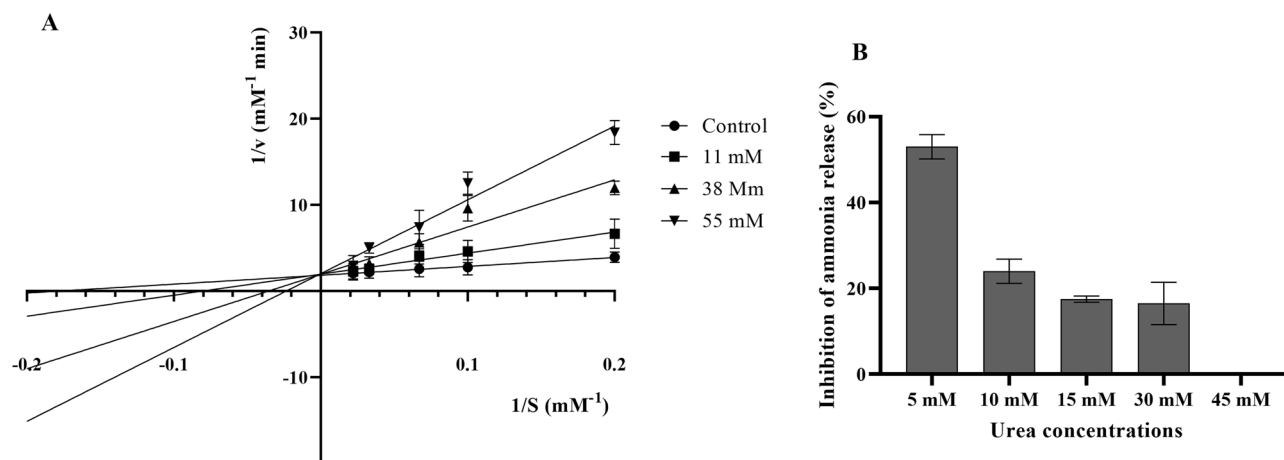 A
1/v (mM⁻¹ min)
30
20
10
-10
-0.2
-0.1
0.1
0.2
1/S (mM⁻¹)
Control
11 mM
38 Mm
55 mM
B
Inhibition of ammonia release (%)
60
40
20
0
5 mM
10 mM
15 mM
30 mM
45 mM
Urea concentrations